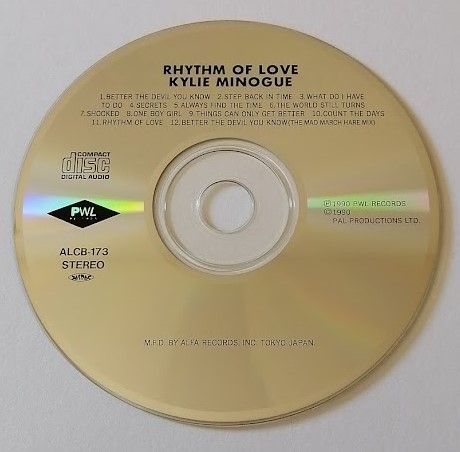 RHYTHM OF LOVE
KYLIE MINOGUE
1.BETTER THE DEVIL YOU KNOW 2.STEP BACK IN TIME 3.WHAT DO I HAVE
TO DO 4.SECRETS 5.ALWAYS FIND THE TIME 6.THE WORLD STILL TURNS
7.SHOCKED 8.ONE BOY GIRL 9.THINGS CAN ONLY GET BETTER 10.COUNT THE DAYS
11.RHYTHM OF LOVE 12.BETTER THE DEVIL YOU KNOW(THE MAD MARCH HARE MIX)
COMPACT
disc
DIGITAL AUDIO
PWL
ALCB-173
STEREO
℗1990 PWL RECORDS
©1990
PAL PRODUCTIONS LTD.
M.F.D. BY ALFA RECORDS, INC. TOKYO JAPAN